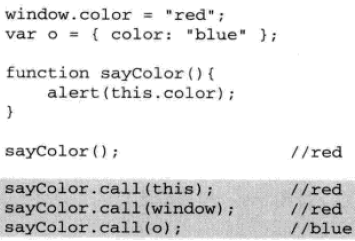 window.color = "red";
var o = { color: "blue" };
function sayColor(){
alert(this.color);
}
sayColor(); //red
sayColor.call(this); //red
sayColor.call(window); //red
sayColor.call(o); //blue